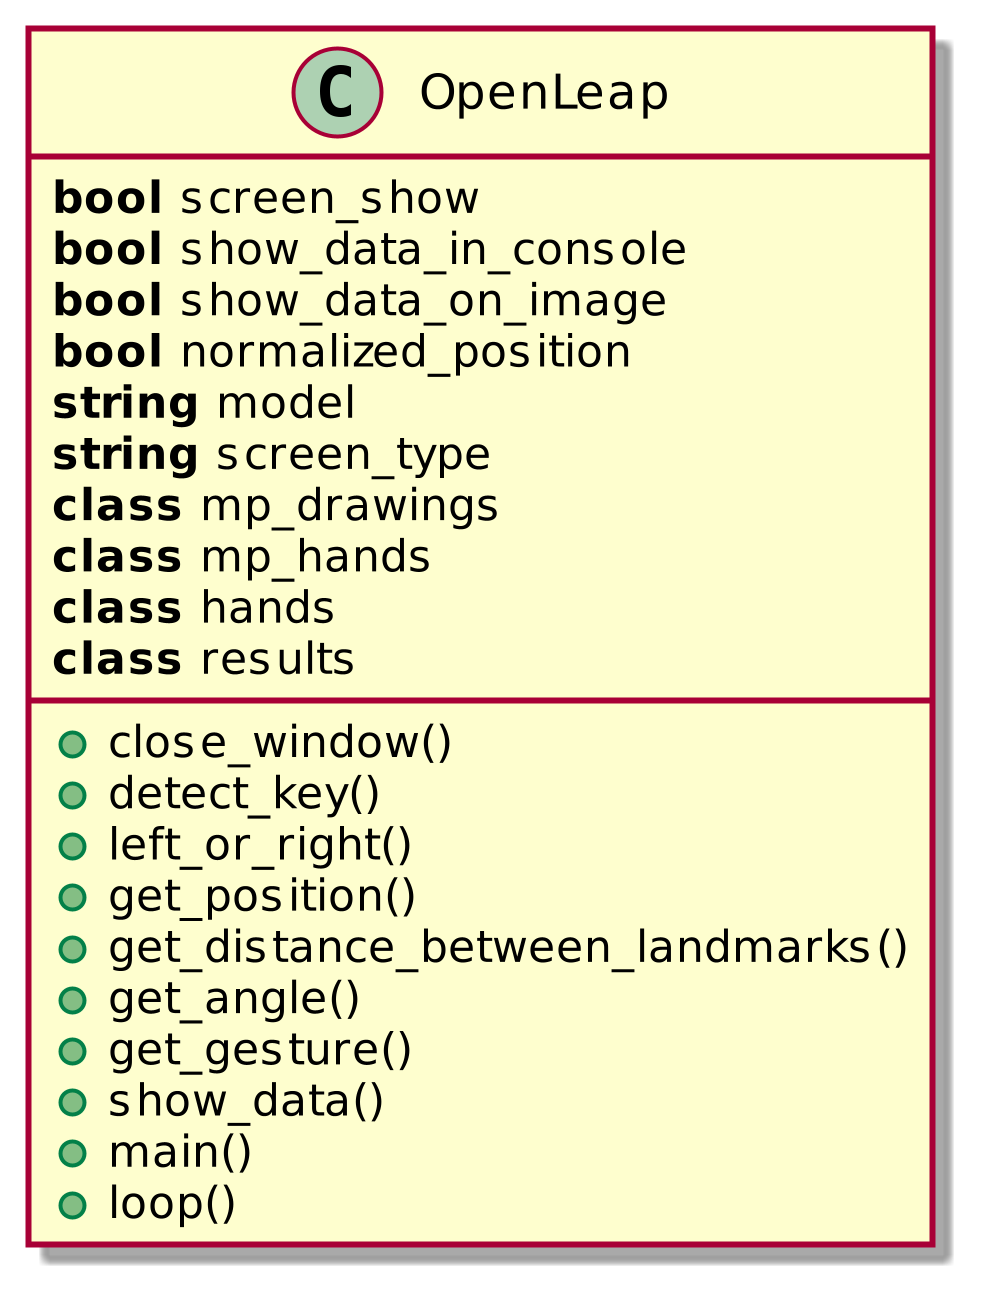 C OpenLeap
bool screen_show
bool show_data_in_console
bool show_data_on_image
bool normalized_position
string model
string screen_type
class mp_drawings
class mp_hands
class hands
class results
close_window()
detect_key()
left_or_right()
get_position()
get_distance_between_landmarks()
get_angle()
get_gesture()
show_data()
main()
loop()